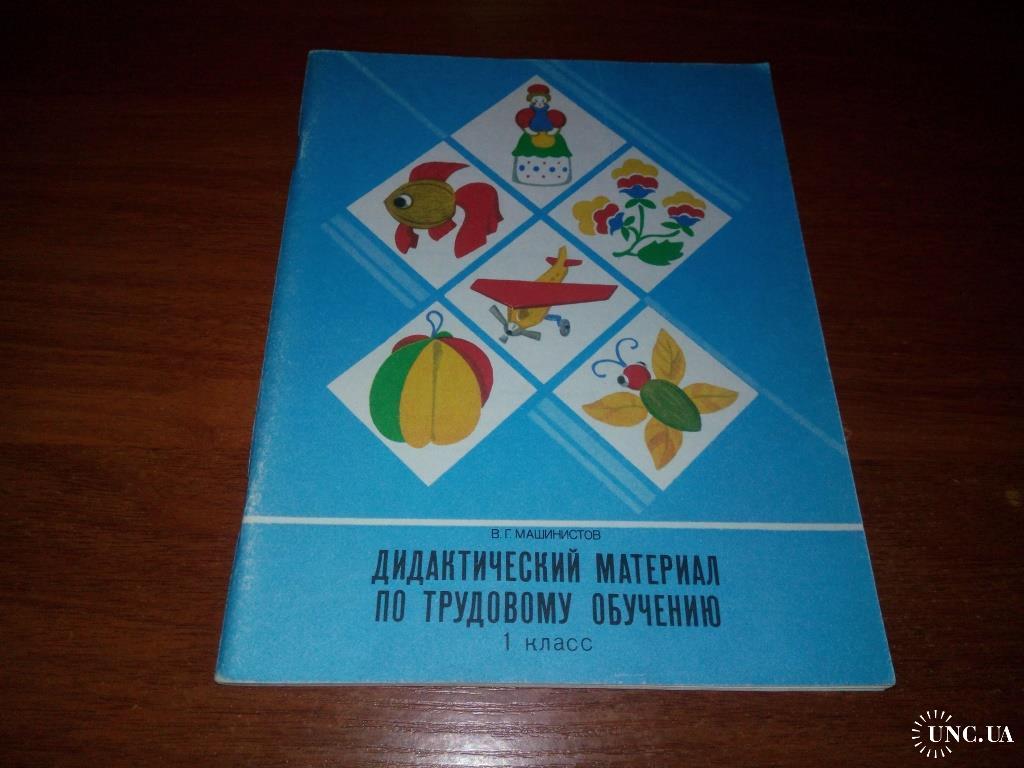 В. Г. МАШИНИСТОВ
ДИДАКТИЧЕСКИЙ МАТЕРИАЛ
ПО ТРУДОВОМУ ОБУЧЕНИЮ
1 класс
UNC.UA